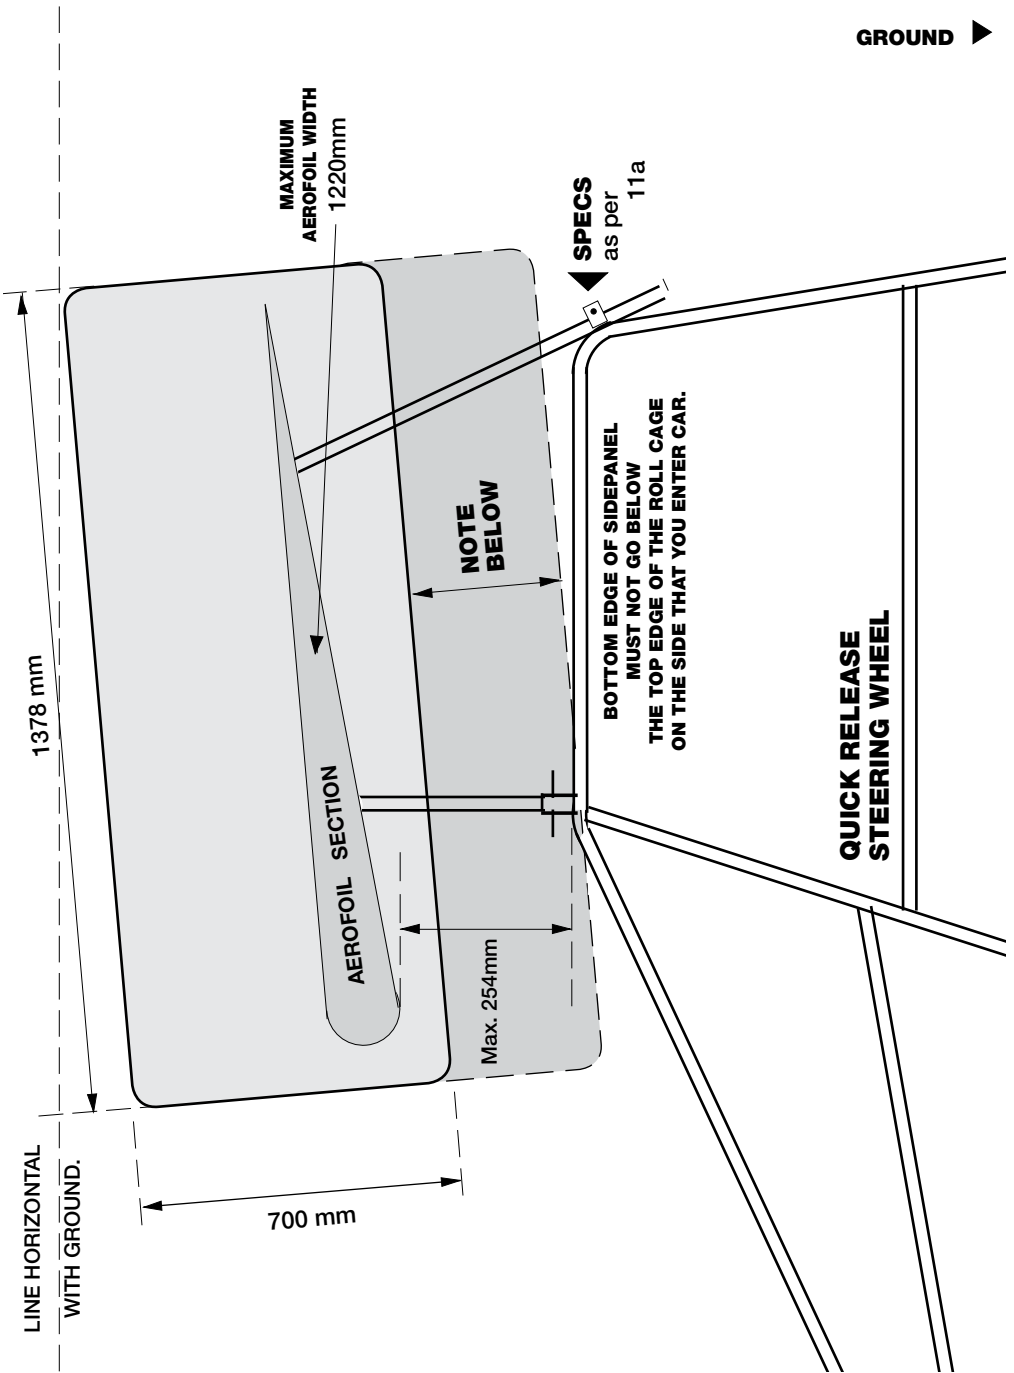 GROUND
MAXIMUM
AEROFOIL WIDTH
1220mm
SPECS
as per
11a
1378 mm
NOTE
BELOW
BOTTOM EDGE OF SIDEPANEL
MUST NOT GO BELOW
THE TOP EDGE OF THE ROLL CAGE
ON THE SIDE THAT YOU ENTER CAR.
AEROFOIL SECTION
QUICK RELEASE
STEERING WHEEL
Max. 254mm
700 mm
LINE HORIZONTAL
WITH GROUND.